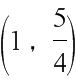 (1 , 5/4)